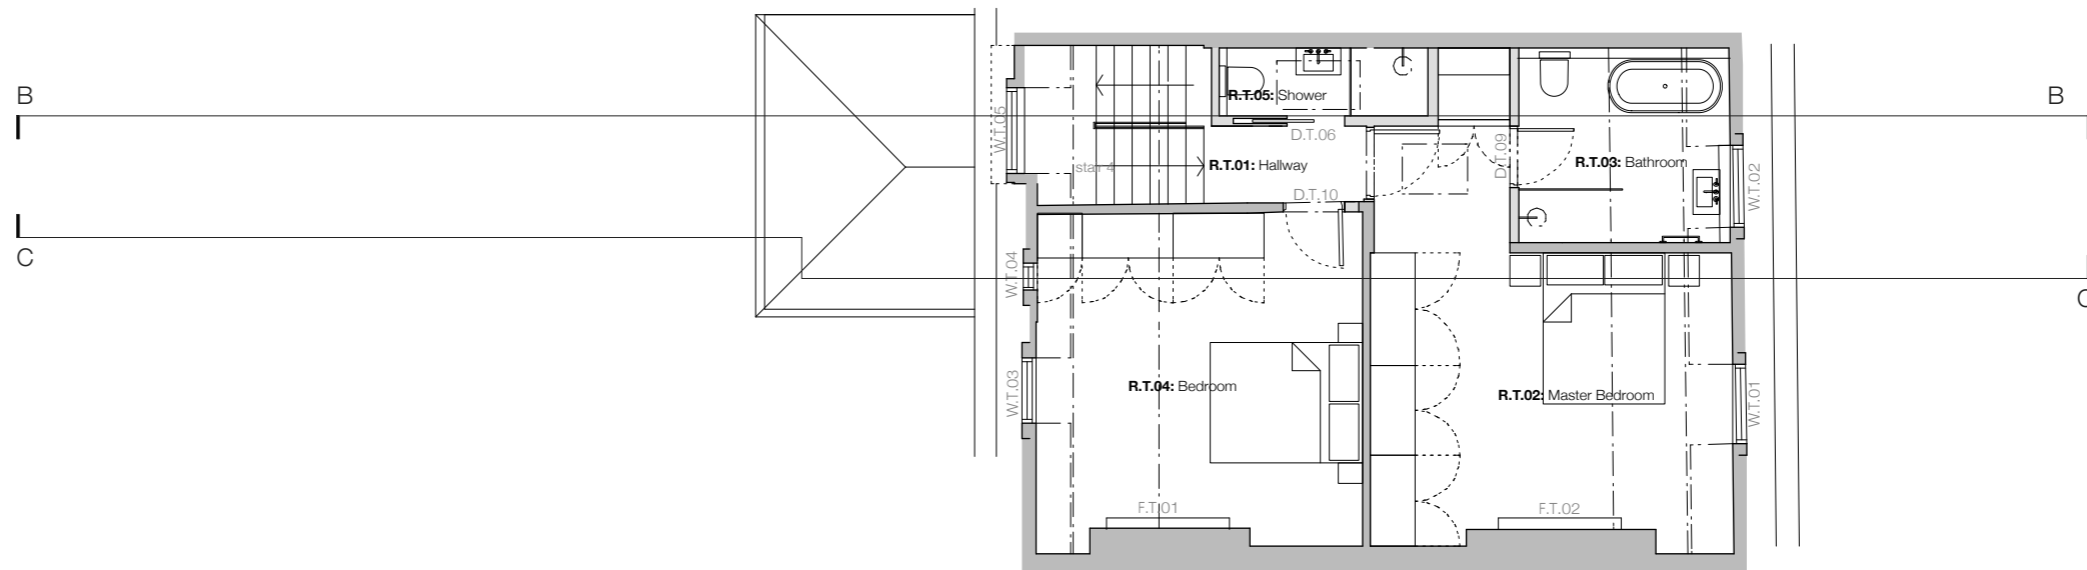 B
B
R.T.05: Shower
W.T.05
D.T.06
D.T.09
stair 4
R.T.01: Hallway
R.T.03: Bathroom
W.T.02
D.T.10
C
W.T.04
C
W.T.03
R.T.04: Bedroom
R.T.02: Master Bedroom
W.T.01
F.T.01
F.T.02